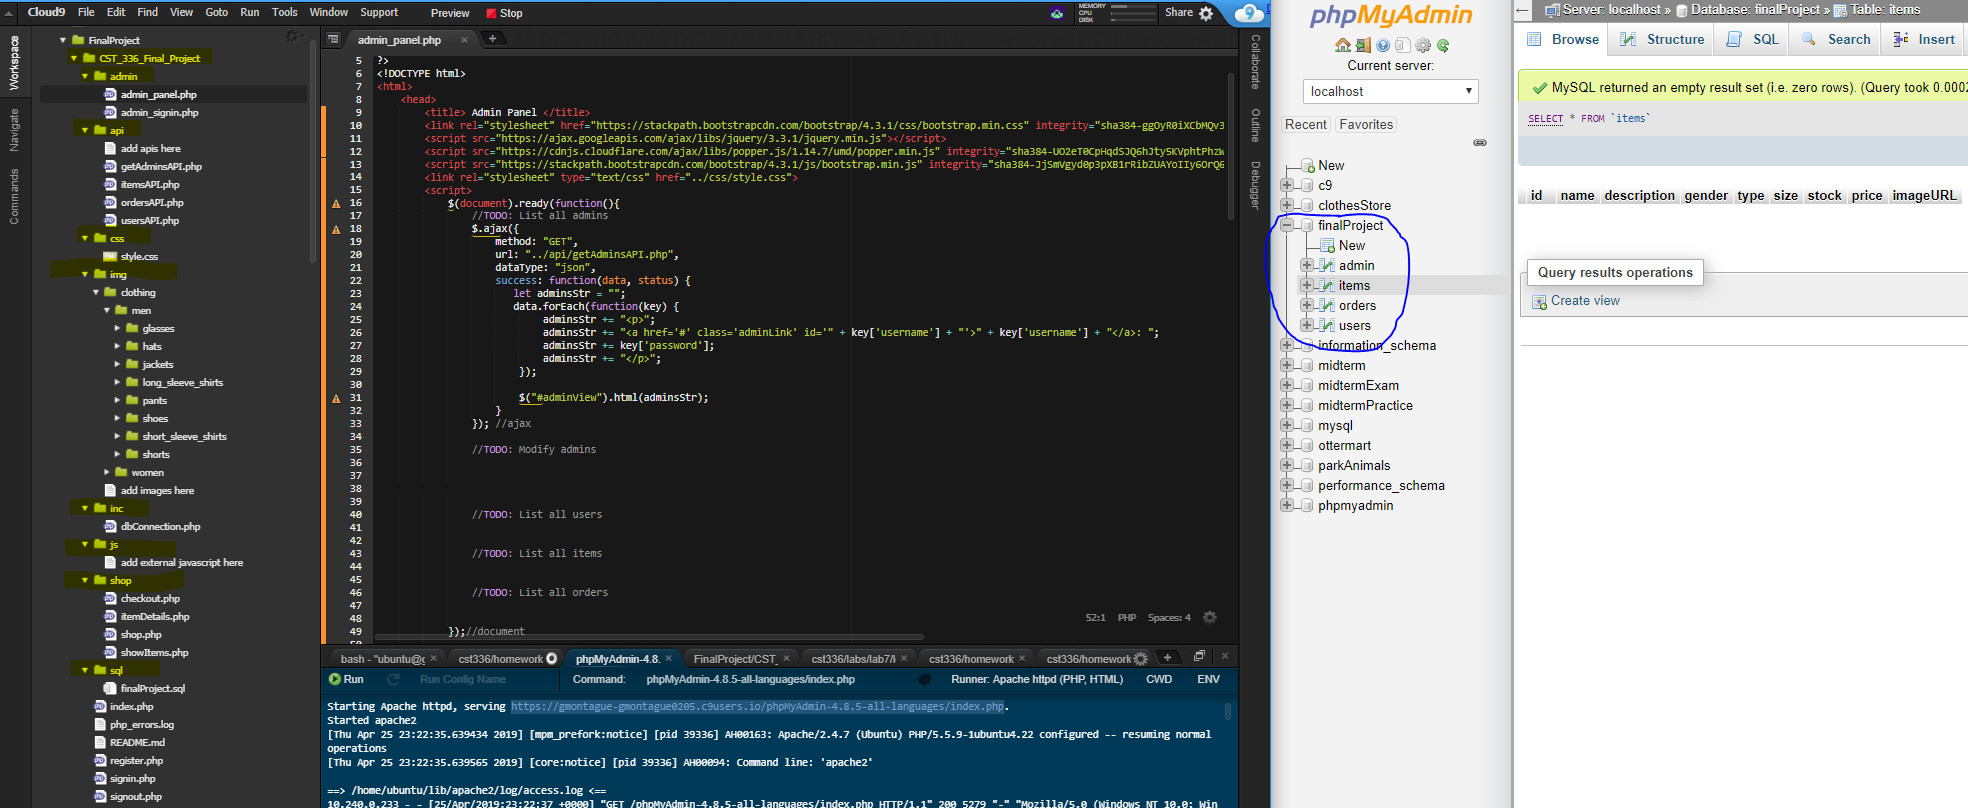 Cloud9 File Edit Find View Goto Run Tools Window Support Preview Stop
MEMORY
CPU
DISK
Share
Workspace
Navigate
Commands
FinalProject
CST_336_Final_Project
admin
admin_panel.php
admin_signin.php
api
add apis here
getAdminsAPI.php
itemsAPI.php
ordersAPI.php
usersAPI.php
css
style.css
img
clothing
men
glasses
hats
jackets
long_sleeve_shirts
pants
shoes
short_sleeve_shirts
shorts
women
add images here
inc
dbConnection.php
js
add external javascript here
shop
checkout.php
itemDetails.php
shop.php
showItems.php
sql
finalProject.sql
index.php
php_errors.log
README.md
register.php
signin.php
signout.php
admin_panel.php
5 ?>
6 <!DOCTYPE html>
7 <html>
8 <head>
9 <title> Admin Panel </title>
10 <link rel="stylesheet" href="https://stackpath.bootstrapcdn.com/bootstrap/4.3.1/css/bootstrap.min.css" integrity="sha384-ggOyR0iXCbMQv3
11 <script src="https://ajax.googleapis.com/ajax/libs/jquery/3.3.1/jquery.min.js"></script>
12 <script src="https://cdnjs.cloudflare.com/ajax/libs/popper.js/1.14.7/umd/popper.min.js" integrity="sha384-UO2eT0CpHqdSJQ6hJty5KVphtPhzW
13 <script src="https://stackpath.bootstrapcdn.com/bootstrap/4.3.1/js/bootstrap.min.js" integrity="sha384-JjSmVgyd0p3pXB1rRibZUAYoIIy6OrQ6
14 <link rel="stylesheet" type="text/css" href="../css/style.css">
15 <script>
16 $(document).ready(function(){
17 //TODO: List all admins
18 $.ajax({
19 method: "GET",
20 url: "../api/getAdminsAPI.php",
21 dataType: "json",
22 success: function(data, status) {
23 let adminsStr = "";
24 data.forEach(function(key) {
25 adminsStr += "<p>";
26 adminsStr += "<a href='#' class='adminLink' id='" + key['username'] + "'>" + key['username'] + "</a>: ";
27 adminsStr += key['password'];
28 adminsStr += "</p>";
29 });
30
31 $("#adminView").html(adminsStr);
32 }
33 }); //ajax
34
35 //TODO: Modify admins
36
37
38
39
40 //TODO: List all users
41
42
43 //TODO: List all items
44
45
46 //TODO: List all orders
47
48
49 });//document
52:1 PHP Spaces: 4
Collaborate
Outline
Debugger
bash - "ubuntu@g cst336/homework phpMyAdmin-4.8. FinalProject/CST_ cst336/labs/lab7/l cst336/homework cst336/homework
Run Run Config Name Command: phpMyAdmin-4.8.5-all-languages/index.php Runner: Apache httpd (PHP, HTML) CWD ENV
Starting Apache httpd, serving https://gmontague-gmontague0205.c9users.io/phpMyAdmin-4.8.5-all-languages/index.php.
Started apache2
[Thu Apr 25 23:22:35.639434 2019] [mpm_prefork:notice] [pid 39336] AH00163: Apache/2.4.7 (Ubuntu) PHP/5.5.9-1ubuntu4.22 configured -- resuming normal
operations
[Thu Apr 25 23:22:35.639565 2019] [core:notice] [pid 39336] AH00094: Command line: 'apache2'
==> /home/ubuntu/lib/apache2/log/access.log <==
10.240.0.233 - - [25/Apr/2019:23:22:37 +0000] "GET /phpMyAdmin-4.8.5-all-languages/index.php HTTP/1.1" 200 5279 "-" "Mozilla/5.0 (Windows NT 10.0; Win
phpMyAdmin
Current server:
localhost
Recent Favorites
New
c9
clothesStore
finalProject
New
admin
items
orders
users
information_schema
midterm
midtermExam
midtermPractice
mysql
ottermart
parkAnimals
performance_schema
phpmyadmin
Server: localhost » Database: finalProject » Table: items
Browse Structure SQL Search Insert
MySQL returned an empty result set (i.e. zero rows). (Query took 0.0002
SELECT * FROM `items`
id name description gender type size stock price imageURL
Query results operations
Create view